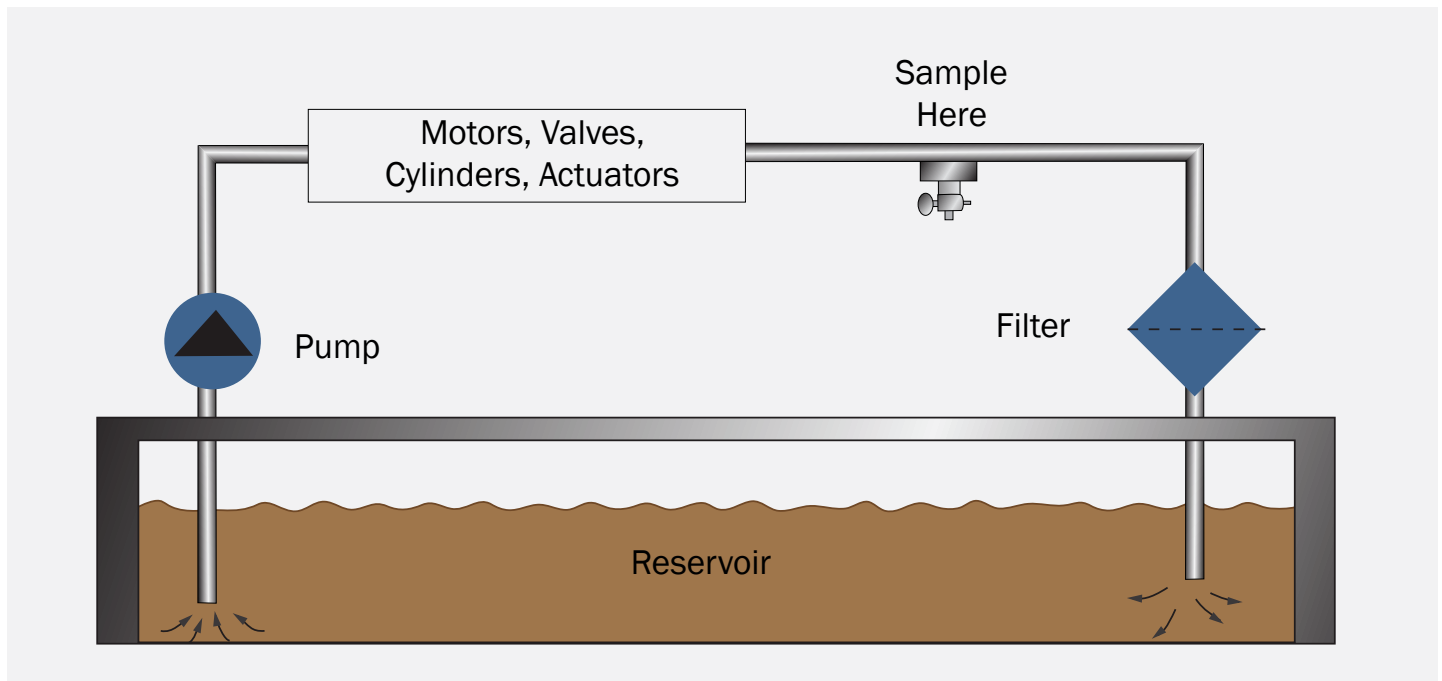 Sample
Here
Motors, Valves,
Cylinders, Actuators
Filter
Pump
Reservoir